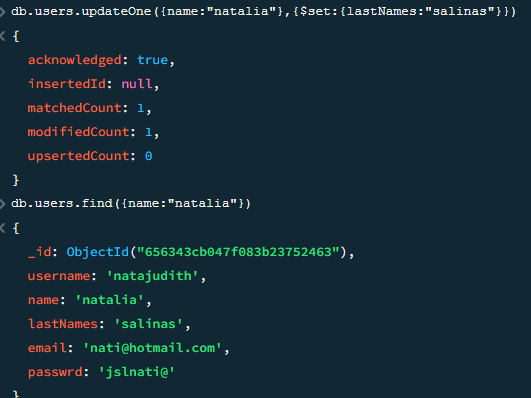 > db.users.updateOne({name:"natalia"},{$set:{lastNames:"salinas"}})
< {
acknowledged: true,
insertedId: null,
matchedCount: 1,
modifiedCount: 1,
upsertedCount: 0
}
> db.users.find({name:"natalia"})
< {
_id: ObjectId("656343cb047f083b23752463"),
username: 'natajudith',
name: 'natalia',
lastNames: 'salinas',
email: 'nati@hotmail.com',
passwrd: 'jslnati@'
}